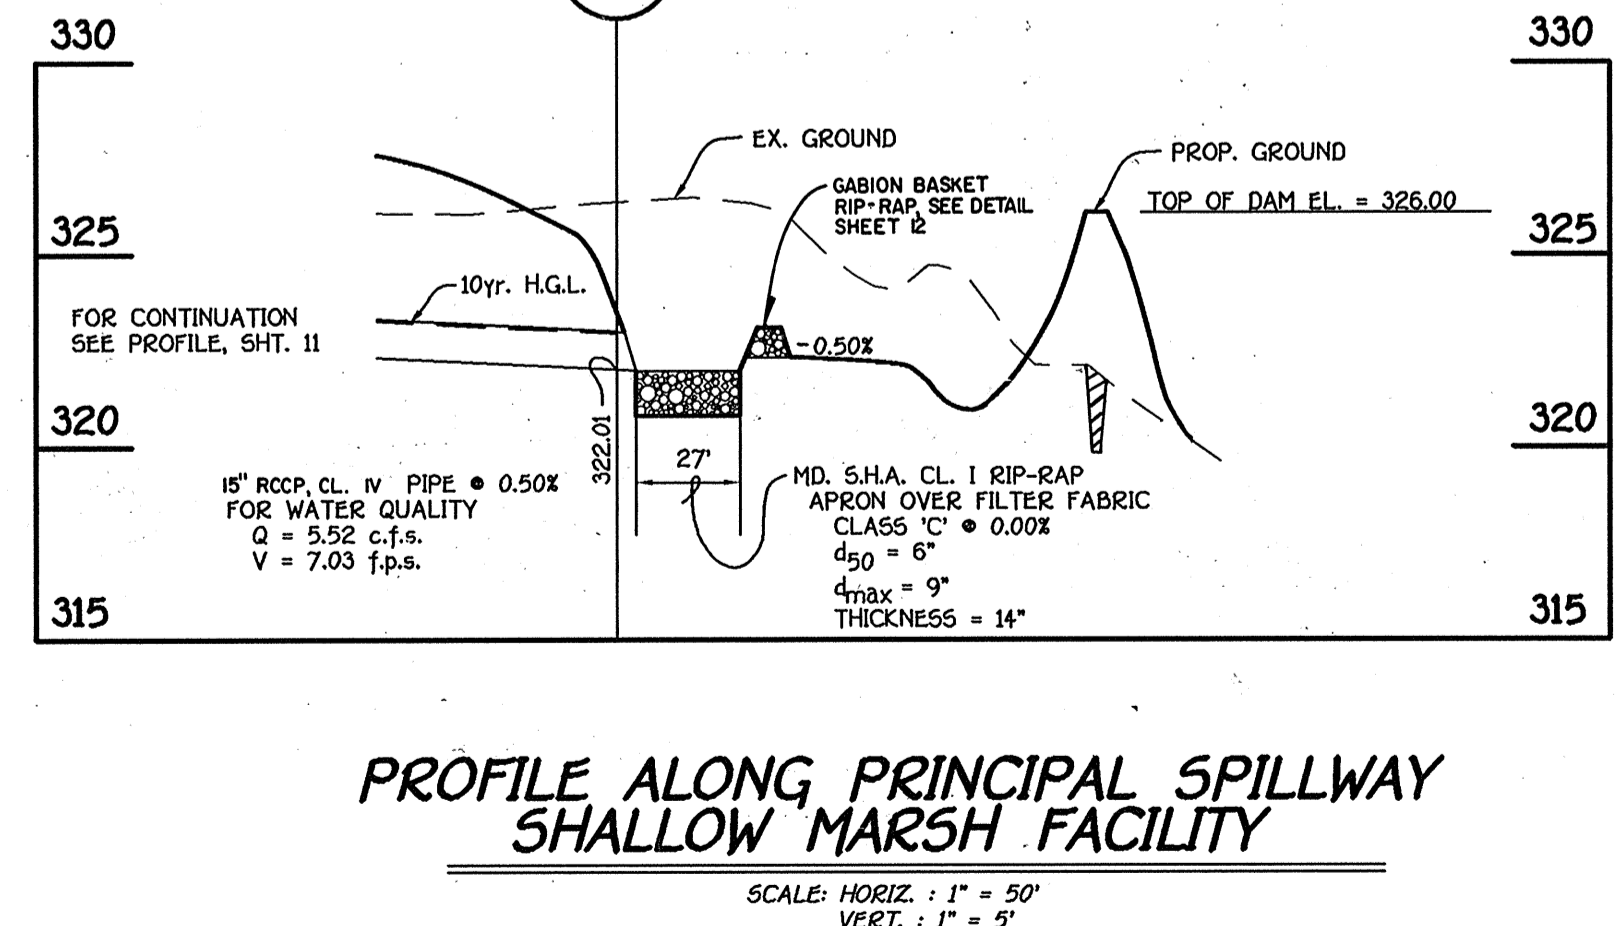 330
330
EX. GROUND
PROP. GROUND
GABION BASKET
RIP-RAP, SEE DETAIL
SHEET 12
TOP OF DAM EL. = 326.00
325
325
10yr. H.G.L.
FOR CONTINUATION
SEE PROFILE, SHT. 11
-0.50%
320
320
322.01
27'
15" RCCP, CL. IV PIPE @ 0.50%
FOR WATER QUALITY
Q = 5.52 c.f.s.
V = 7.03 f.p.s.
MD. S.H.A. CL. I RIP-RAP
APRON OVER FILTER FABRIC
CLASS 'C' @ 0.00%
d50 = 6"
dmax = 9"
THICKNESS = 14"
315
315
PROFILE ALONG PRINCIPAL SPILLWAY
SHALLOW MARSH FACILITY
SCALE: HORIZ. : 1" = 50'
VERT. : 1" = 5'